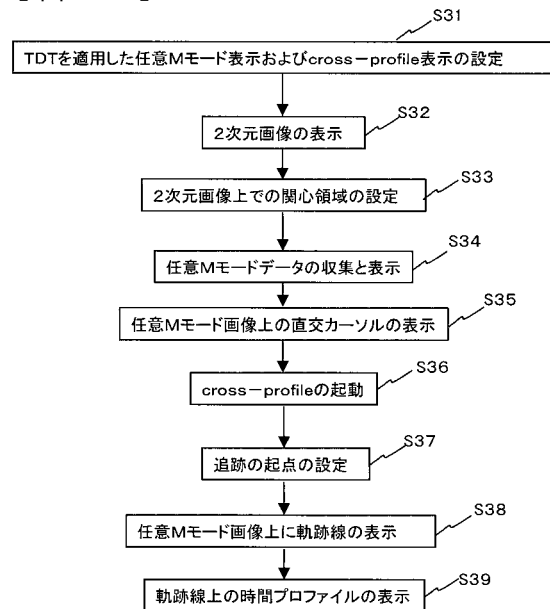 S31
TDTを適用した任意Mモード表示およびcross－profile表示の設定
S32
2次元画像の表示
S33
2次元画像上での関心領域の設定
S34
任意Mモードデータの収集と表示
S35
任意Mモード画像上の直交カーソルの表示
S36
cross－profileの起動
S37
追跡の起点の設定
S38
任意Mモード画像上に軌跡線の表示
S39
軌跡線上の時間プロファイルの表示